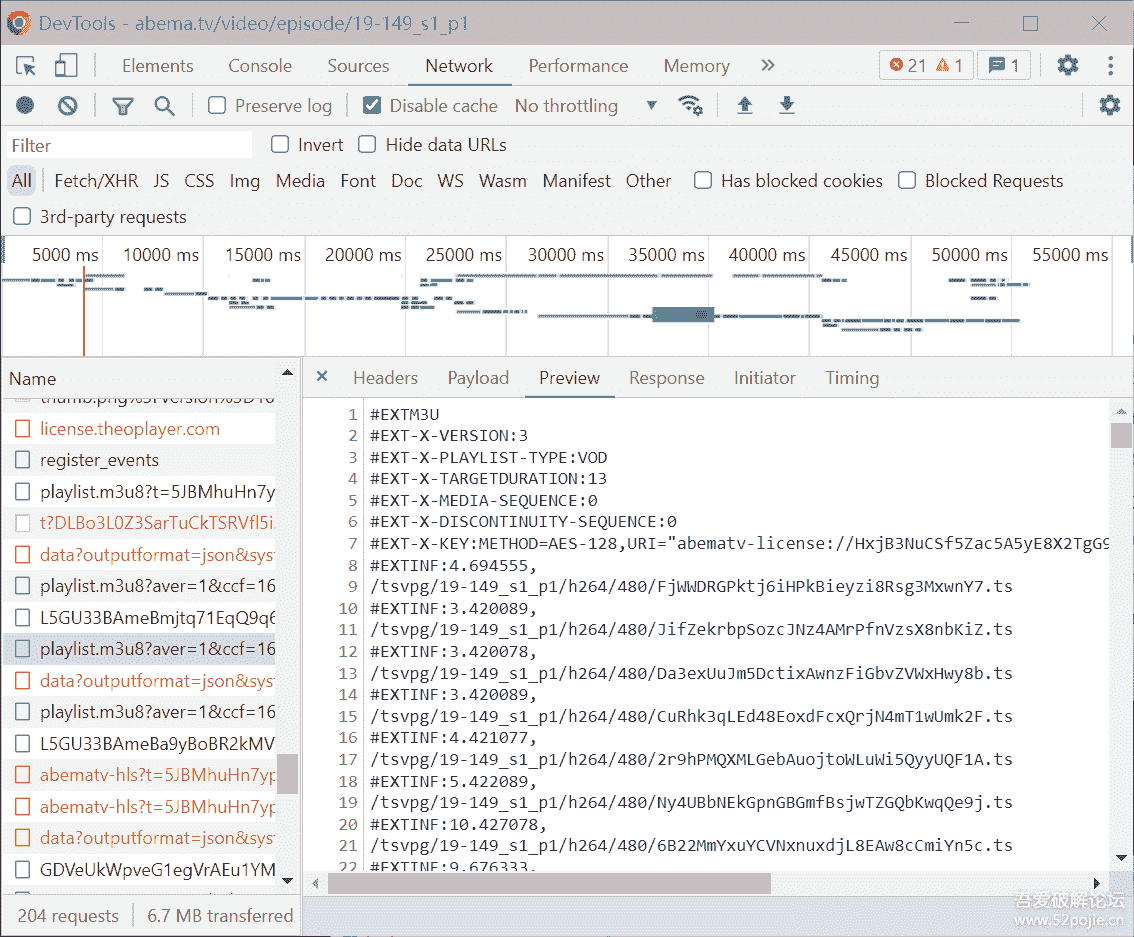 DevTools - abema.tv/video/episode/19-149_s1_p1
Elements Console Sources Network Performance Memory » 21 1 1
Preserve log Disable cache No throttling
Filter Invert Hide data URLs
All Fetch/XHR JS CSS Img Media Font Doc WS Wasm Manifest Other Has blocked cookies Blocked Requests
3rd-party requests
5000 ms 10000 ms 15000 ms 20000 ms 25000 ms 30000 ms 35000 ms 40000 ms 45000 ms 50000 ms 55000 ms
Name
license.theoplayer.com
register_events
playlist.m3u8?t=5JBMhuHn7y
t?DLBo3L0Z3SarTuCkTSRVfl5i
data?outputformat=json&sys
playlist.m3u8?aver=1&ccf=16
L5GU33BAmeBmjtq71EqQ9q6
playlist.m3u8?aver=1&ccf=16
data?outputformat=json&sys
playlist.m3u8?aver=1&ccf=16
L5GU33BAmeBa9yBoBR2kMV
abematv-hls?t=5JBMhuHn7yp
abematv-hls?t=5JBMhuHn7yp
data?outputformat=json&sys
GDVeUkWpveG1egVrAEu1YM
204 requests 6.7 MB transferred
× Headers Payload Preview Response Initiator Timing
1 #EXTM3U
2 #EXT-X-VERSION:3
3 #EXT-X-PLAYLIST-TYPE:VOD
4 #EXT-X-TARGETDURATION:13
5 #EXT-X-MEDIA-SEQUENCE:0
6 #EXT-X-DISCONTINUITY-SEQUENCE:0
7 #EXT-X-KEY:METHOD=AES-128,URI="abematv-license://HxjB3NuCSf5Zac5A5yE8X2TgG9
8 #EXTINF:4.694555,
9 /tsvpg/19-149_s1_p1/h264/480/FjWWDRGPktj6iHPkBieyzi8Rsg3MxwnY7.ts
10 #EXTINF:3.420089,
11 /tsvpg/19-149_s1_p1/h264/480/JifZekrbpSozcJNz4AMrPfnVzsX8nbKiZ.ts
12 #EXTINF:3.420078,
13 /tsvpg/19-149_s1_p1/h264/480/Da3exUuJm5DctixAwnzFiGbvZVWxHwy8b.ts
14 #EXTINF:3.420089,
15 /tsvpg/19-149_s1_p1/h264/480/CuRhk3qLEd48EoxdFcxQrjN4mT1wUmk2F.ts
16 #EXTINF:4.421077,
17 /tsvpg/19-149_s1_p1/h264/480/2r9hPMQXMLGebAuojtoWLuWi5QyyUQF1A.ts
18 #EXTINF:5.422089,
19 /tsvpg/19-149_s1_p1/h264/480/Ny4UBbNEkGpnGBGmfBsjwTZGQbKwqQe9j.ts
20 #EXTINF:10.427078,
21 /tsvpg/19-149_s1_p1/h264/480/6B22MmYxuYCVNxnuxdjL8EAw8cCmiYn5c.ts
22 #EXTINF:9.676333,
吾爱破解论坛
www.52pojie.cn